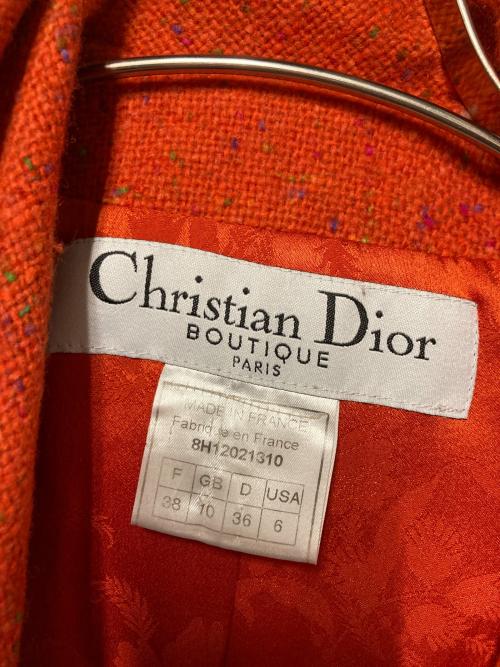 Christian Dior
BOUTIQUE
PARIS
MADE IN FRANCE
Fabriqué en France
8H12021310
F GB D USA
38 10 36 6